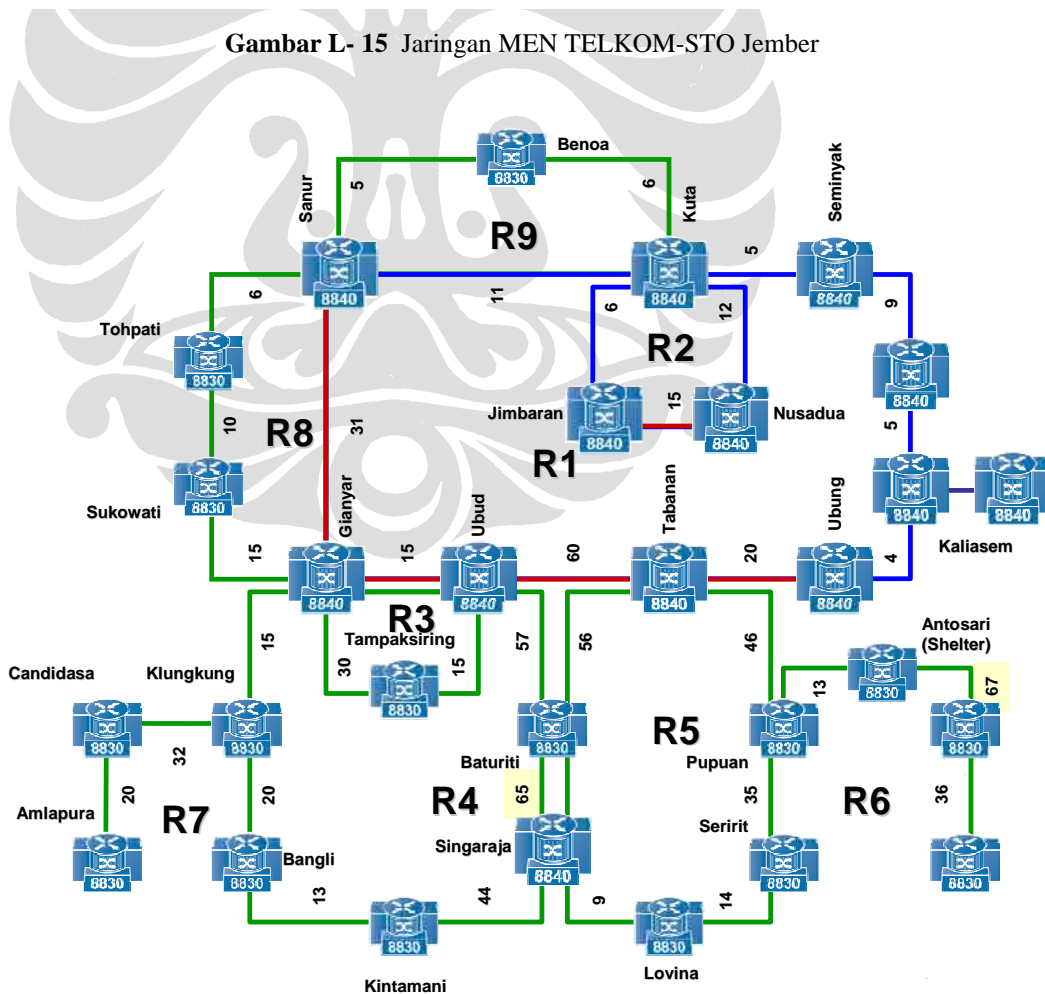 Gambar L- 15 Jaringan MEN TELKOM-STO Jember
Benoa
8830
5
6
Sanur
Kuta
Seminyak
R9
8840
8840
8840
6
11
5
9
6
12
Tohpati
8830
R2
8840
10
R8
31
Jimbaran
15
Nusadua
8840
8840
5
R1
Sukowati
8830
Gianyar
Ubud
Tabanan
Ubung
8840
8840
Kaliasem
4
15
15
60
20
8840
8840
8840
8840
R3
Tampaksiring
Antosari
(Shelter)
15
30
15
57
56
46
8830
8830
13
67
Candidasa
Klungkung
8830
8830
8830
8830
8830
32
Baturiti
R5
Pupuan
20
20
65
R4
35
R6
36
Amlapura
R7
Singaraja
Seririt
8830
8830
Bangli
8840
8830
8830
13
44
9
14
8830
8830
Kintamani
Lovina